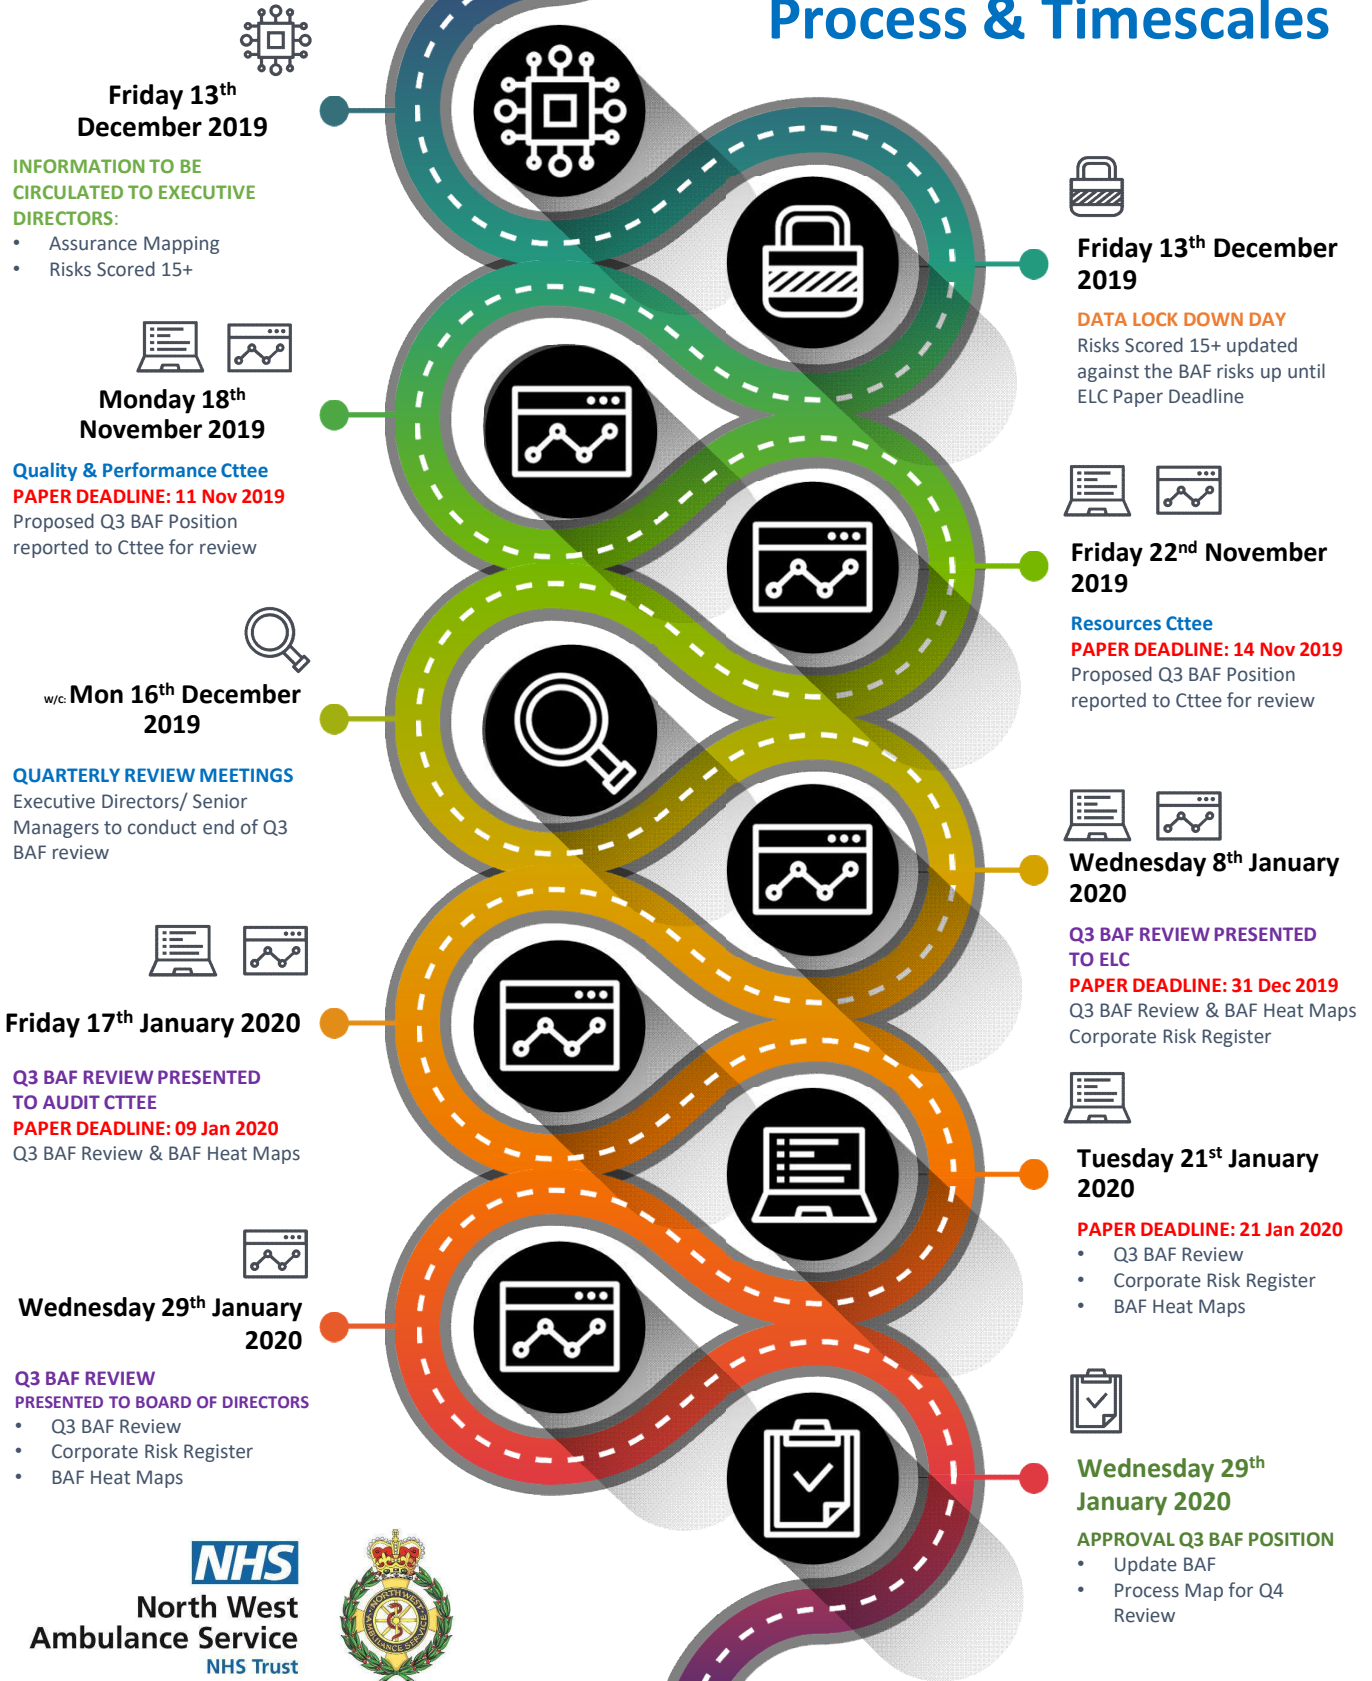 Process & Timescales
Friday 13th
December 2019
INFORMATION TO BE
CIRCULATED TO EXECUTIVE
DIRECTORS:
• Assurance Mapping
• Risks Scored 15+
Friday 13th December
2019
DATA LOCK DOWN DAY
Risks Scored 15+ updated
against the BAF risks up until
ELC Paper Deadline
Monday 18th
November 2019
Quality & Performance Cttee
PAPER DEADLINE: 11 Nov 2019
Proposed Q3 BAF Position
reported to Cttee for review
Friday 22nd November
2019
Resources Cttee
PAPER DEADLINE: 14 Nov 2019
Proposed Q3 BAF Position
reported to Cttee for review
W/C: Mon 16th December
2019
QUARTERLY REVIEW MEETINGS
Executive Directors/ Senior
Managers to conduct end of Q3
BAF review
Wednesday 8th January
2020
Q3 BAF REVIEW PRESENTED
TO ELC
PAPER DEADLINE: 31 Dec 2019
Q3 BAF Review & BAF Heat Maps
Corporate Risk Register
Friday 17th January 2020
Q3 BAF REVIEW PRESENTED
TO AUDIT CTTEE
PAPER DEADLINE: 09 Jan 2020
Q3 BAF Review & BAF Heat Maps
Tuesday 21st January
2020
PAPER DEADLINE: 21 Jan 2020
• Q3 BAF Review
• Corporate Risk Register
• BAF Heat Maps
Wednesday 29th January
2020
Q3 BAF REVIEW
PRESENTED TO BOARD OF DIRECTORS
• Q3 BAF Review
• Corporate Risk Register
• BAF Heat Maps
Wednesday 29th
January 2020
APPROVAL Q3 BAF POSITION
• Update BAF
• Process Map for Q4
Review
NHS
North West
Ambulance Service
NHS Trust
NORTH WEST
AMBULANCE SERVICE